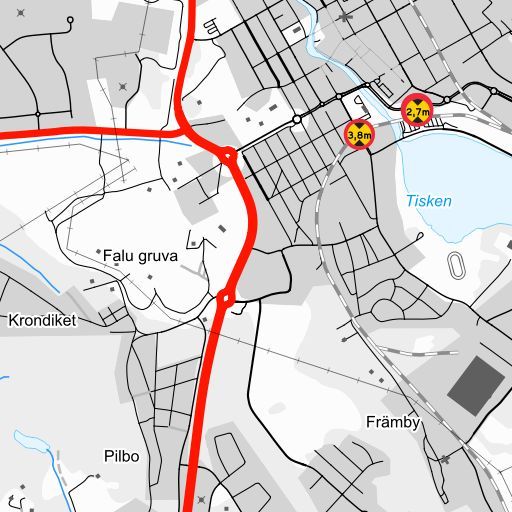 2,7m
3,8m
Tisken
Falu gruva
Krondiket
Främby
Pilbo